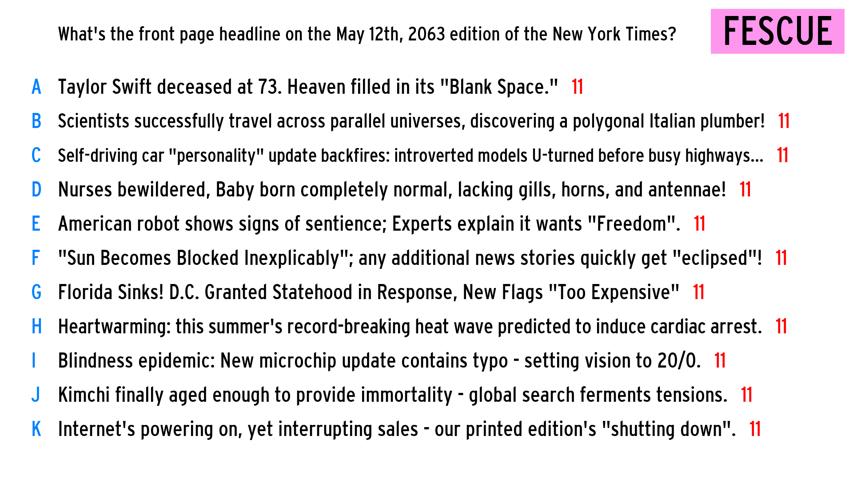 What's the front page headline on the May 12th, 2063 edition of the New York Times?
FESCUE
A Taylor Swift deceased at 73. Heaven filled in its "Blank Space." 11
B Scientists successfully travel across parallel universes, discovering a polygonal Italian plumber! 11
C Self-driving car "personality" update backfires: introverted models U-turned before busy highways... 11
D Nurses bewildered, Baby born completely normal, lacking gills, horns, and antennae! 11
E American robot shows signs of sentience; Experts explain it wants "Freedom". 11
F "Sun Becomes Blocked Inexplicably"; any additional news stories quickly get "eclipsed"! 11
G Florida Sinks! D.C. Granted Statehood in Response, New Flags "Too Expensive" 11
H Heartwarming: this summer's record-breaking heat wave predicted to induce cardiac arrest. 11
I Blindness epidemic: New microchip update contains typo - setting vision to 20/0. 11
J Kimchi finally aged enough to provide immortality - global search ferments tensions. 11
K Internet's powering on, yet interrupting sales - our printed edition's "shutting down". 11